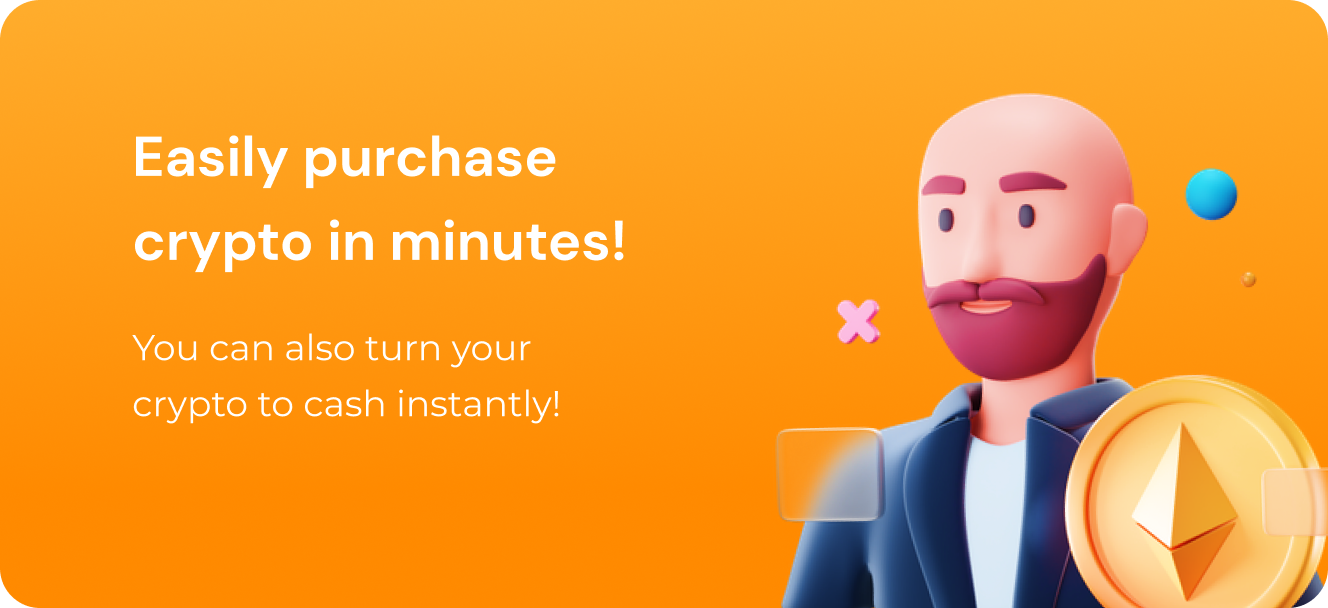 Easily purchase
crypto in minutes!
You can also turn your
crypto to cash instantly!